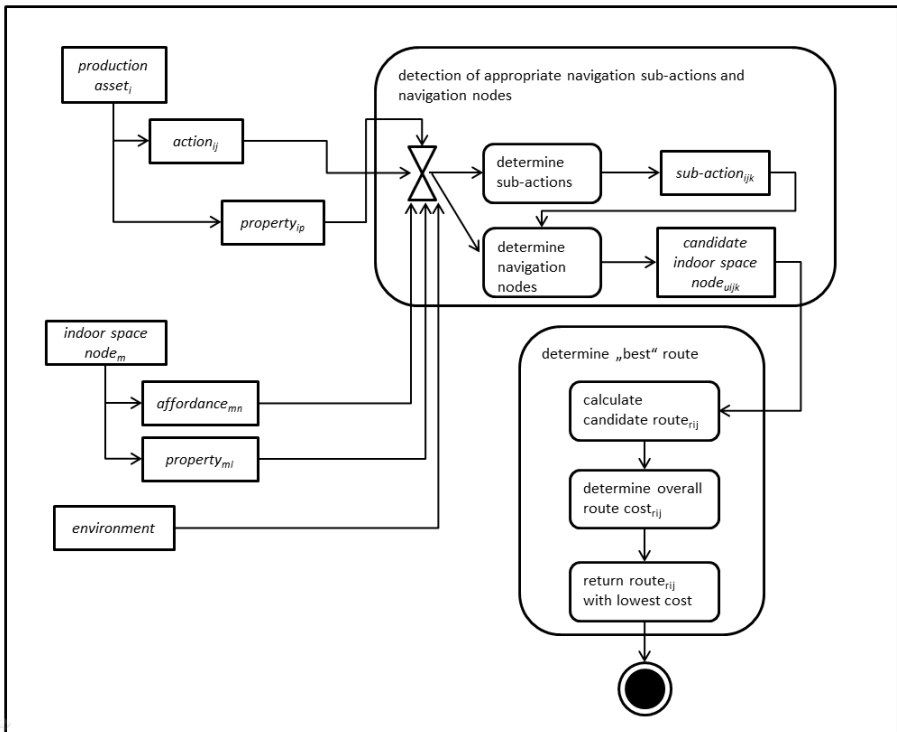 production
asset_i
action_ij
property_ip
detection of appropriate navigation sub-actions and
navigation nodes
determine
sub-actions
sub-action_ijk
determine
navigation
nodes
candidate
indoor space
node_uijk
indoor space
node_m
affordance_mn
property_ml
environment
determine „best“ route
calculate
candidate route_rij
determine overall
route cost_rij
return route_rij
with lowest cost